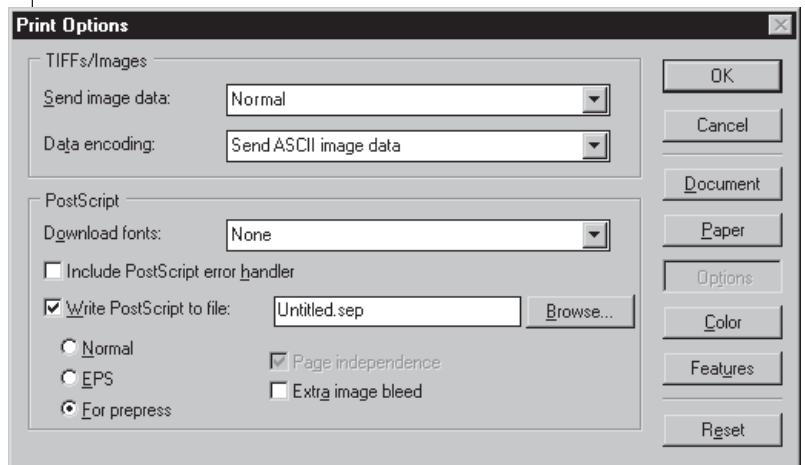 Print Options
TIFFs/Images
Send image data: Normal
Data encoding: Send ASCII image data
PostScript
Download fonts: None
Include PostScript error handler
Write PostScript to file: Untitled.sep Browse...
Normal
EPS
For prepress
Page independence
Extra image bleed
OK
Cancel
Document
Paper
Options
Color
Features
Reset